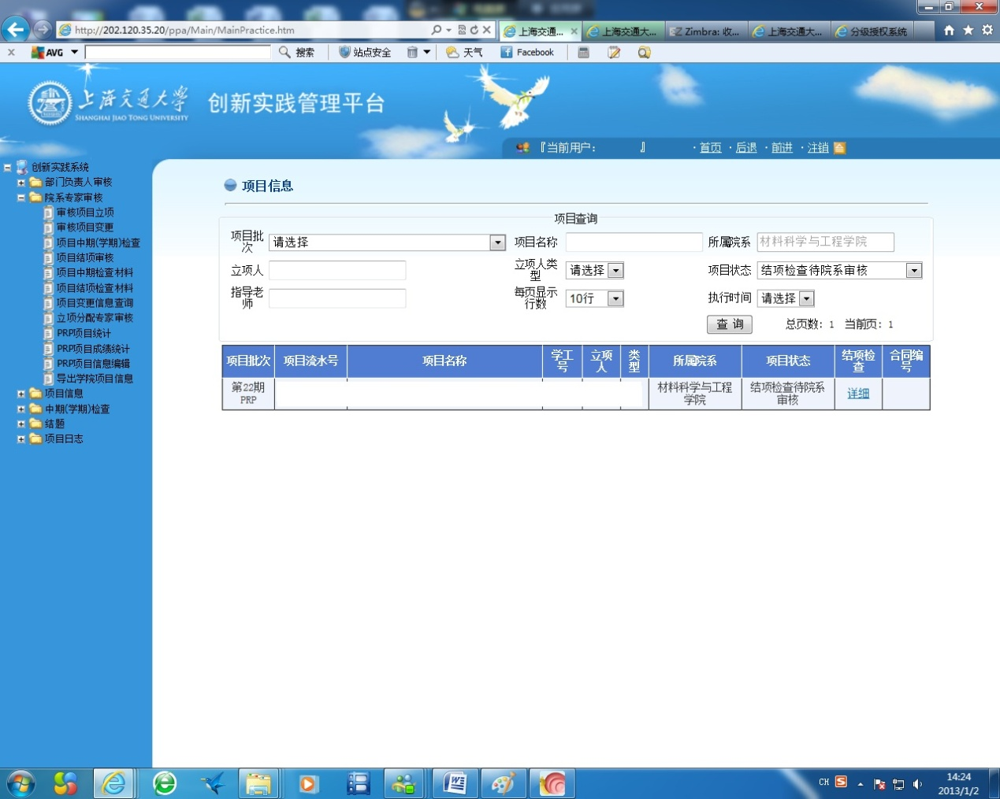 http://202.120.35.20/ppa/Main/MainPractice.htm
上海交通...
上海交通大...
Zimbra: 收...
上海交通大...
分级授权系统
AVG
搜索
站点安全
天气
Facebook
上海交通大学
SHANGHAI JIAO TONG UNIVERSITY
创新实践管理平台
『当前用户: 』 ·首页 ·后退 ·前进 ·注销
创新实践系统
部门负责人审核
院系专家审核
审核项目立项
审核项目变更
项目中期(学期)检查
项目结项审核
项目中期检查材料
项目结项检查材料
项目变更信息查询
立项分配专家审核
PRP项目统计
PRP项目成绩统计
PRP项目信息编辑
导出学院项目信息
项目信息
中期(学期)检查
结题
项目日志
项目信息
项目查询
项目批次 请选择 项目名称 所属院系 材料科学与工程学院
立项人 立项人类型 请选择 项目状态 结项检查待院系审核
指导老师 每页显示行数 10行 执行时间 请选择
查 询 总页数: 1 当前页: 1
项目批次 项目流水号 项目名称 学工号 立项人 类型 所属院系 项目状态 结项检查 合同编号
第22期PRP 材料科学与工程学院 结项检查待院系审核 详细
CH
14:24
2013/1/2